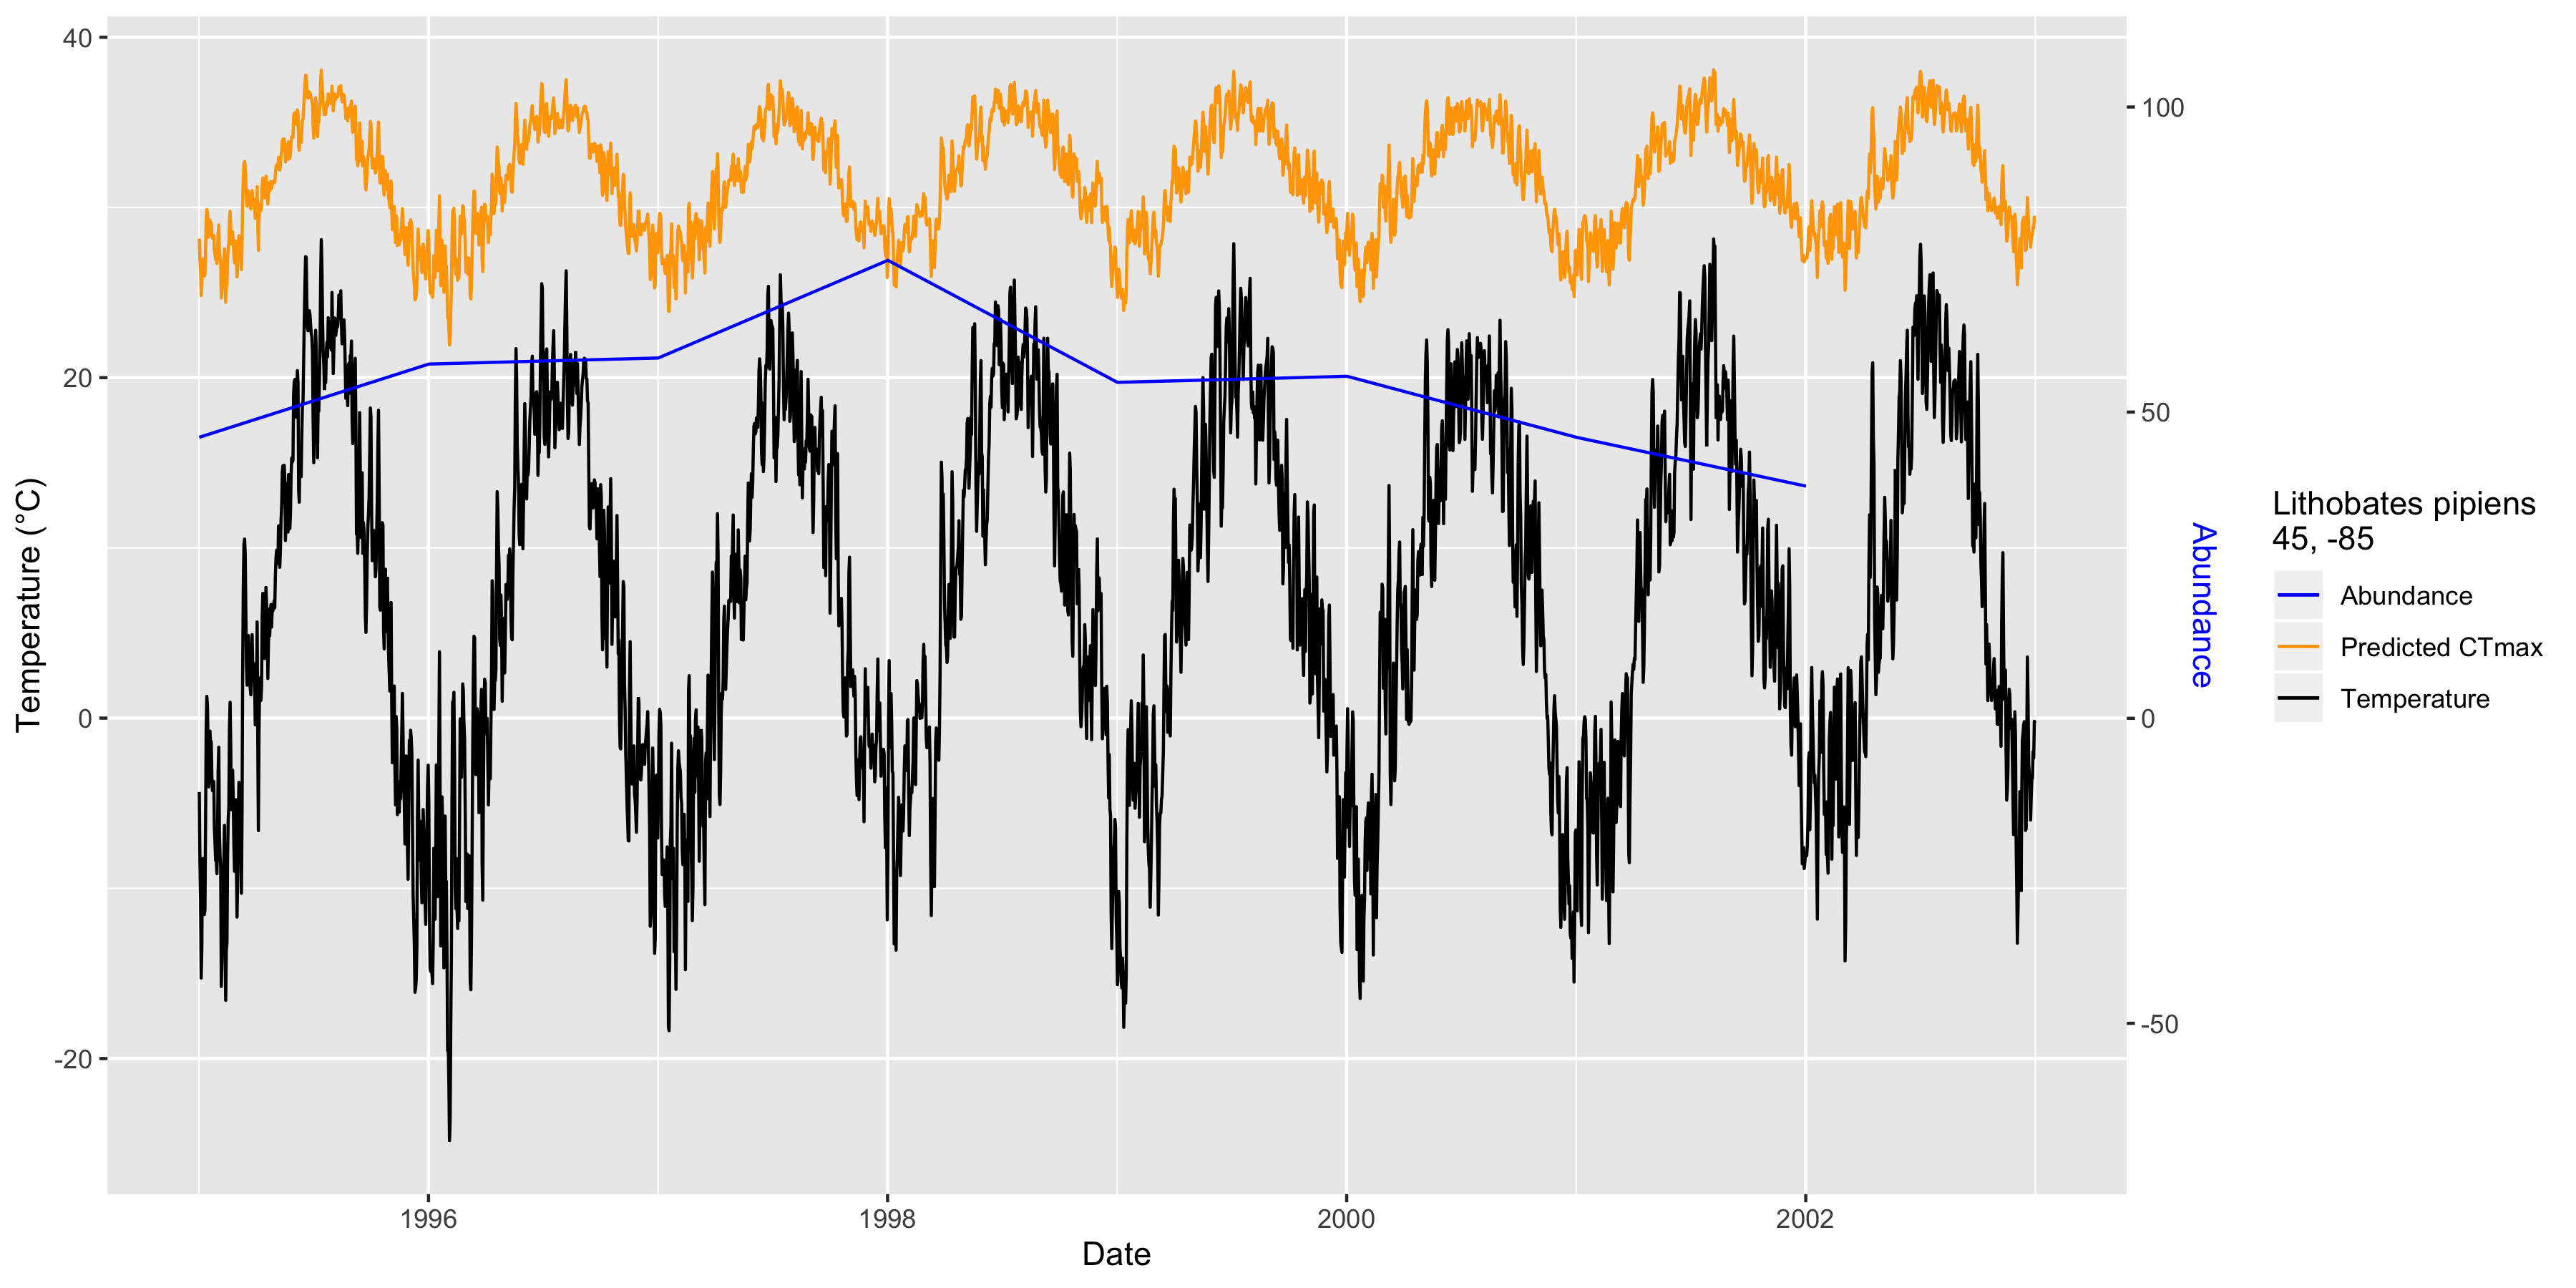 40
20
0
-20
Temperature (°C)
1996
1998
2000
2002
Date
100
50
0
-50
Abundance
Lithobates pipiens
45, -85
Abundance
Predicted CTmax
Temperature